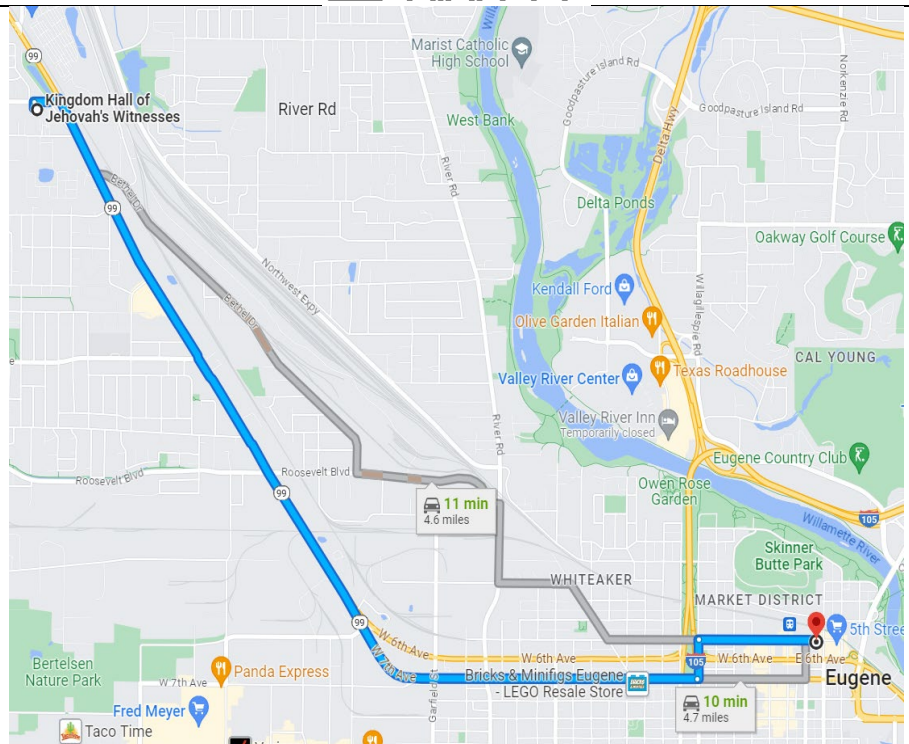 Marist Catholic
High School
99
Goodpasture Island Rd
Norkenzie Rd
Kingdom Hall of
Jehovah's Witnesses
River Rd
Goodpasture Island Rd
West Bank
Delta Hwy
River Rd
Bethel Dr
99
Delta Ponds
Oakway Golf Course
Northwest Expy
Kendall Ford
Willagillespie Rd
Bethel Dr
Olive Garden Italian
CAL YOUNG
Texas Roadhouse
Valley River Center
Valley River Inn
Temporarily closed
River Rd
Eugene Country Club
Roosevelt Blvd
Roosevelt Blvd
Owen Rose
Garden
99
11 min
4.6 miles
105
Willamette River
Skinner
Butte Park
WHITEAKER
MARKET DISTRICT
99
5th Stree
W 6th Ave
W 6th Ave
W 6th Ave
E 6th Ave
105
Bertelsen
Nature Park
W 7th Ave
Panda Express
W 7th Ave
Garfield St
Bricks & Minifigs Eugene
- LEGO Resale Store
Eugene
10 min
4.7 miles
Fred Meyer
Taco Time